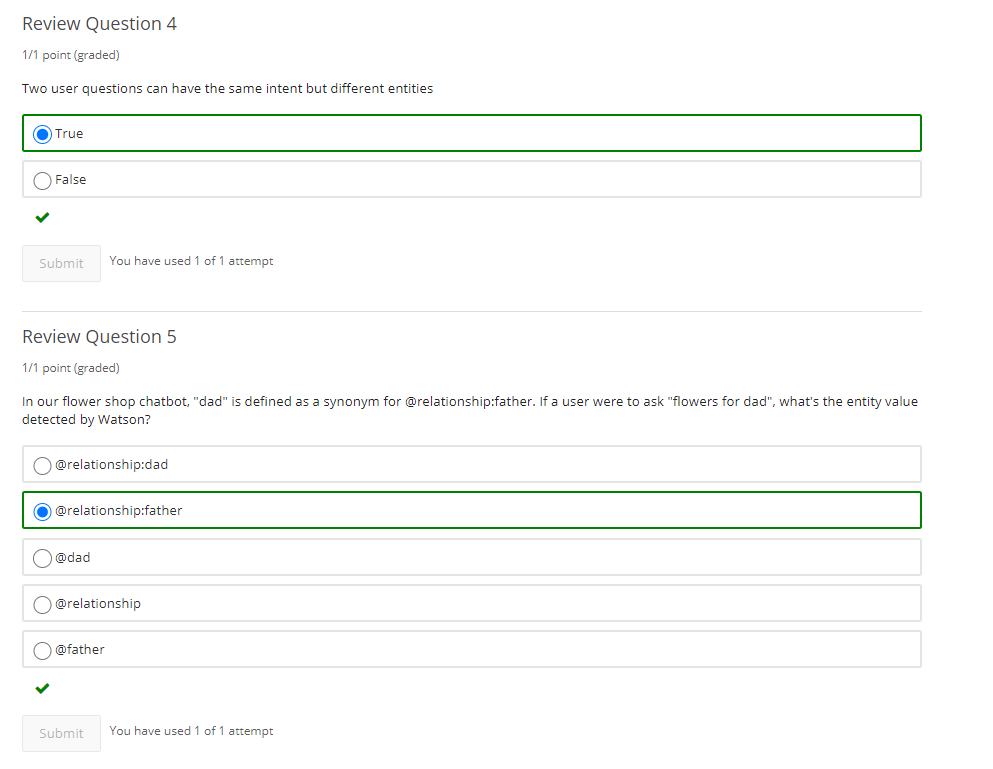 Review Question 4
1/1 point (graded)
Two user questions can have the same intent but different entities
True
False
Submit
You have used 1 of 1 attempt
Review Question 5
1/1 point (graded)
In our flower shop chatbot, "dad" is defined as a synonym for @relationship:father. If a user were to ask "flowers for dad", what's the entity value
detected by Watson?
@relationship:dad
@relationship:father
@dad
@relationship
@father
Submit
You have used 1 of 1 attempt